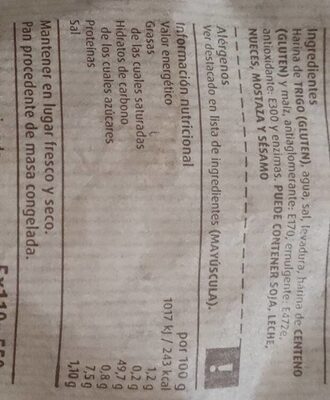 Ingredientes
Harina de TRIGO (GLUTEN), agua, sal, levadura, harina de CENTENO
(GLUTEN) y maíz, antiaglomerante: E170, emulgente: E472e,
antioxidante: E300 y enzimas. PUEDE CONTENER SOJA, LECHE,
NUECES, MOSTAZA Y SÉSAMO
Alérgenos
ver destacado en lista de ingredientes (MAYÚSCULA).
!
Información nutricional por 100 g
Valor energético 1017 kJ / 243 kcal
Grasas 1,2 g
de las cuales saturadas 0,2 g
Hidratos de carbono 49,7 g
de los cuales azúcares 0,8 g
Proteínas 7,5 g
Sal 1,10 g
Mantener en lugar fresco y seco.
Pan procedente de masa congelada.